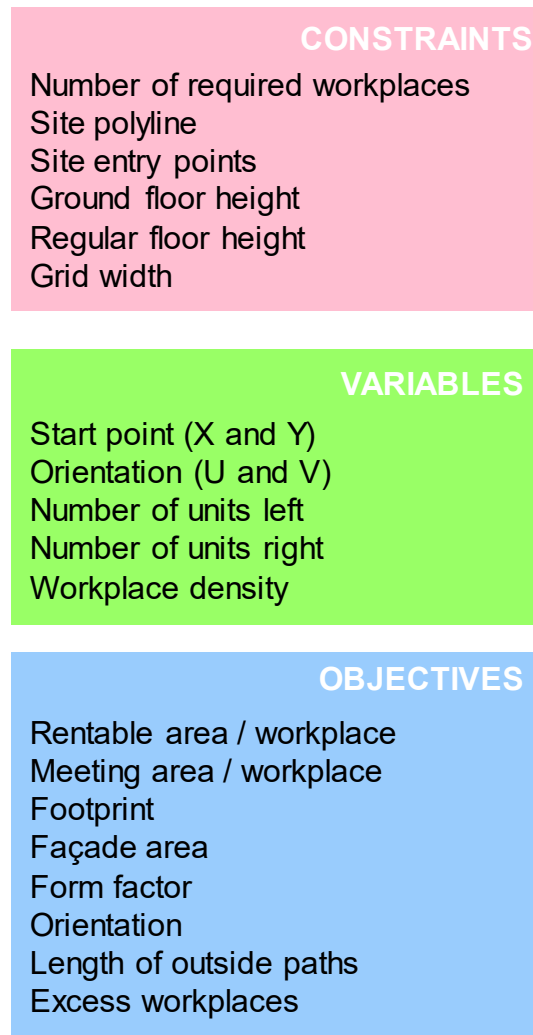 CONSTRAINTS
Number of required workplaces
Site polyline
Site entry points
Ground floor height
Regular floor height
Grid width
VARIABLES
Start point (X and Y)
Orientation (U and V)
Number of units left
Number of units right
Workplace density
OBJECTIVES
Rentable area / workplace
Meeting area / workplace
Footprint
Façade area
Form factor
Orientation
Length of outside paths
Excess workplaces